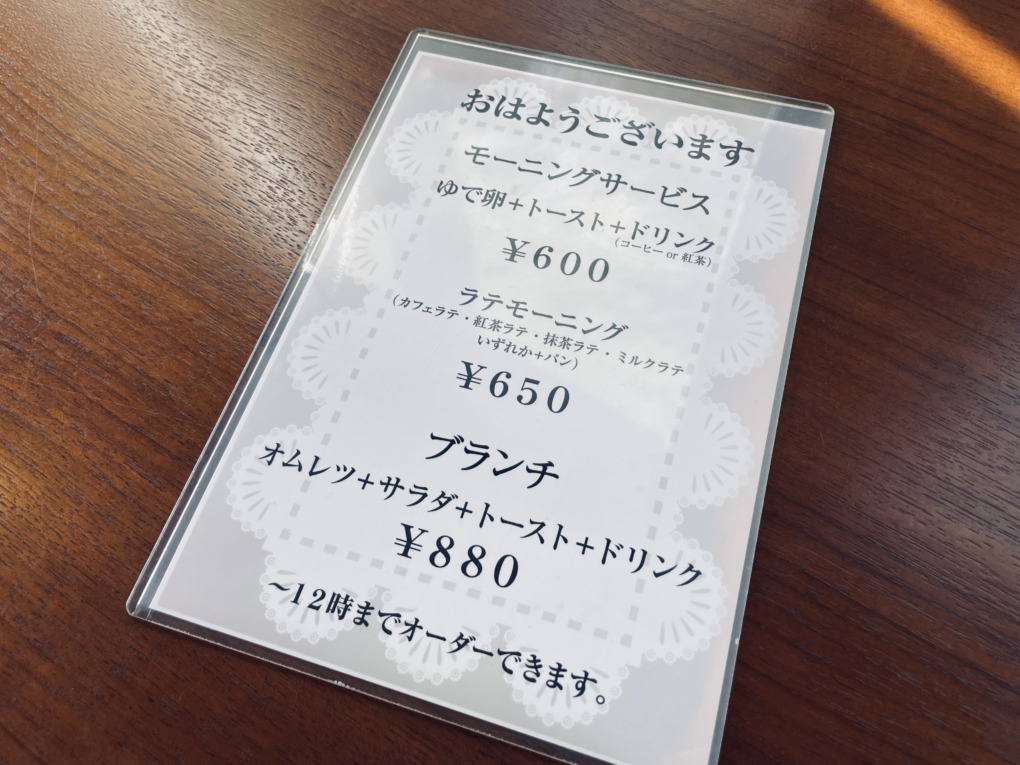 おはようございます
モーニングサービス
ゆで卵+トースト+ドリンク
(コーヒー or 紅茶)
¥600
ラテモーニング
(カフェラテ・紅茶ラテ・抹茶ラテ・ミルクラテ
いずれか+パン)
¥650
ブランチ
オムレツ+サラダ+トースト+ドリンク
¥880
~12時までオーダーできます。